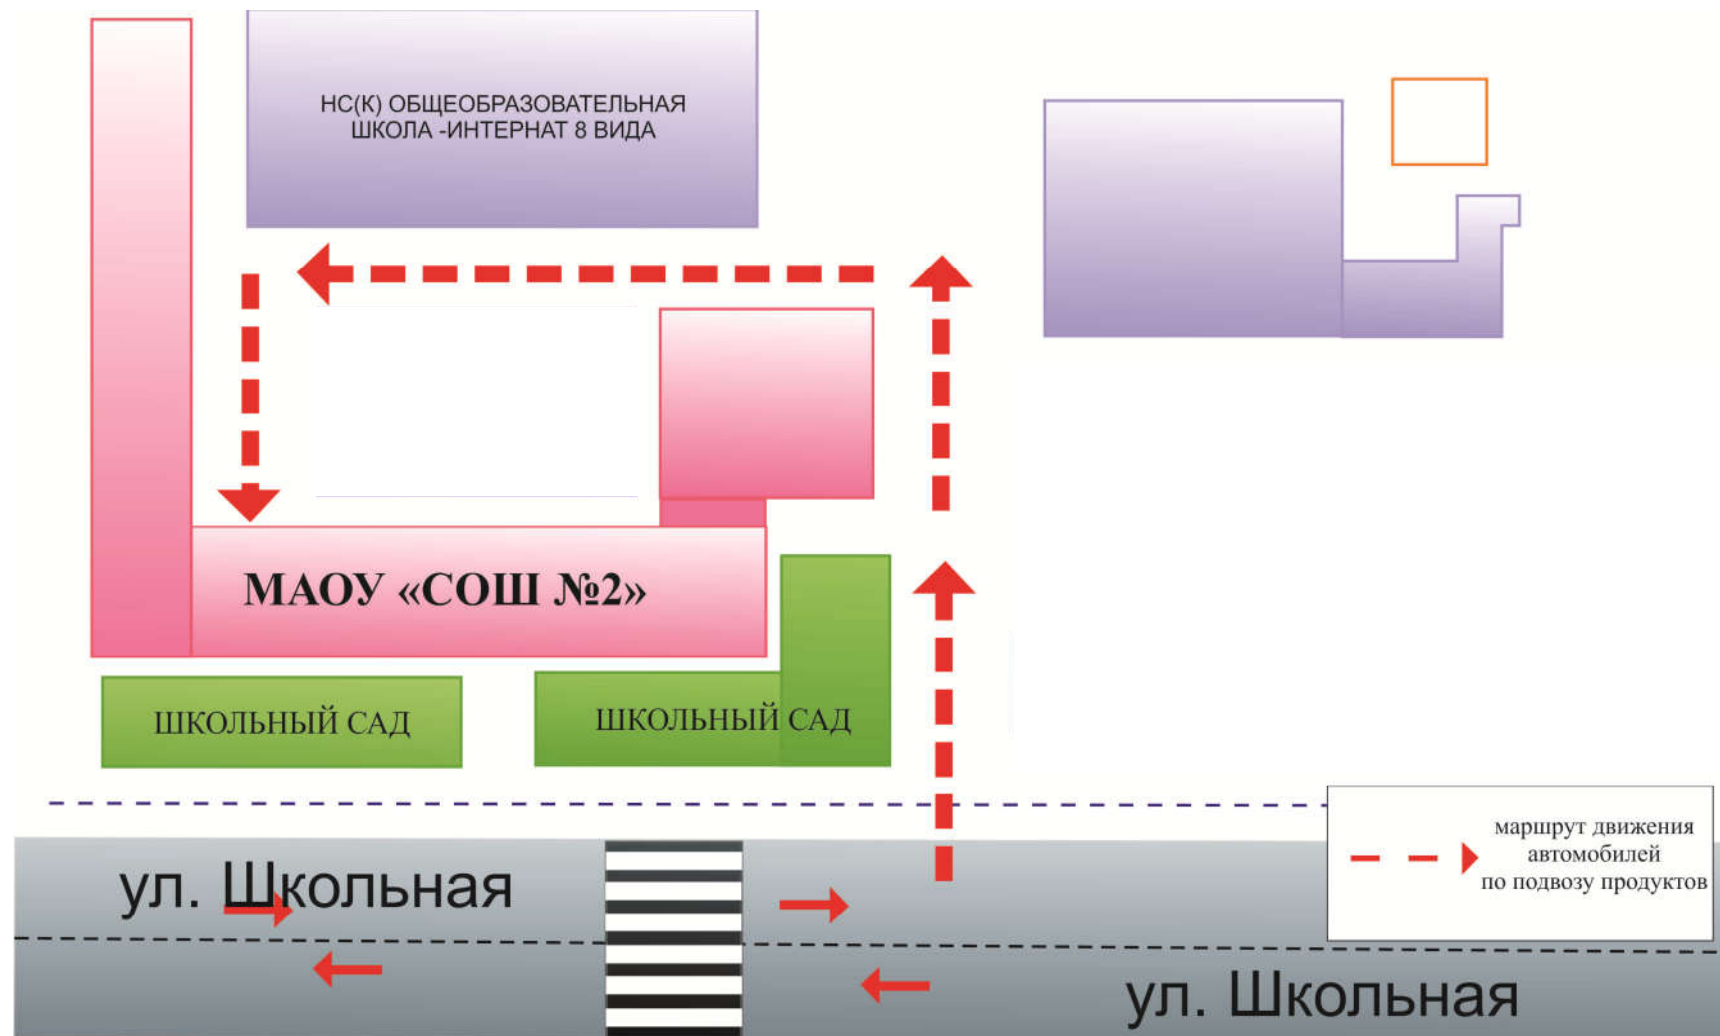 НС(К) ОБЩЕОБРАЗОВАТЕЛЬНАЯ
ШКОЛА -ИНТЕРНАТ 8 ВИДА
МАОУ «СОШ №2»
ШКОЛЬНЫЙ САД
ШКОЛЬНЫЙ САД
маршрут движения
автомобилей
по подвозу продуктов
ул. Школьная
ул. Школьная